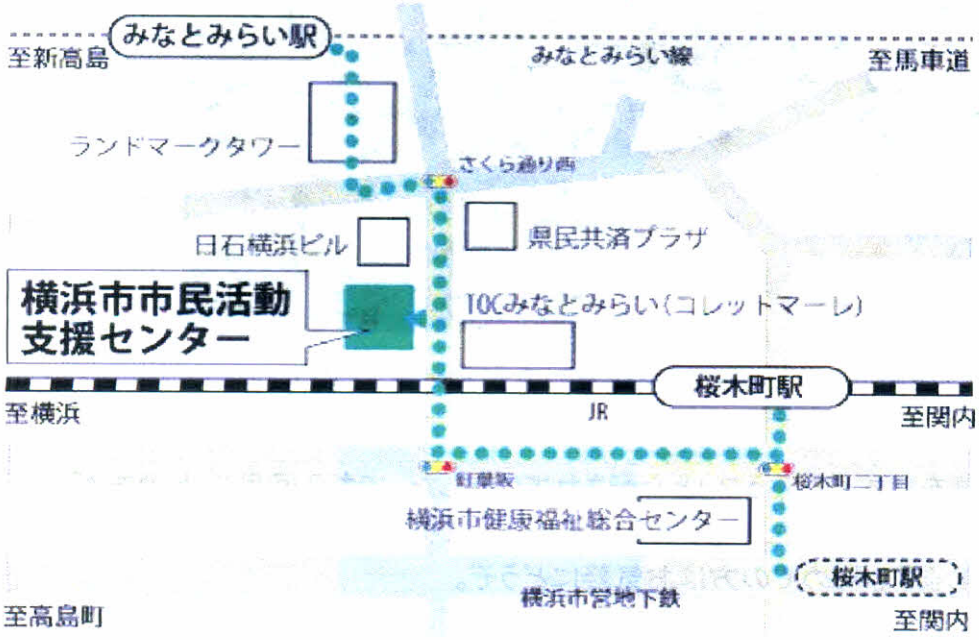 みなとみらい駅
至新高島
みなとみらい線
至馬車道
ランドマークタワー
さくら通り西
日石横浜ビル
県民共済プラザ
横浜市市民活動
支援センター
TOCみなとみらい(コレットマーレ)
桜木町駅
至横浜
JR
至関内
紅葉坂
桜木町二丁目
横浜市健康福祉総合センター
桜木町駅
横浜市営地下鉄
至高島町
至関内